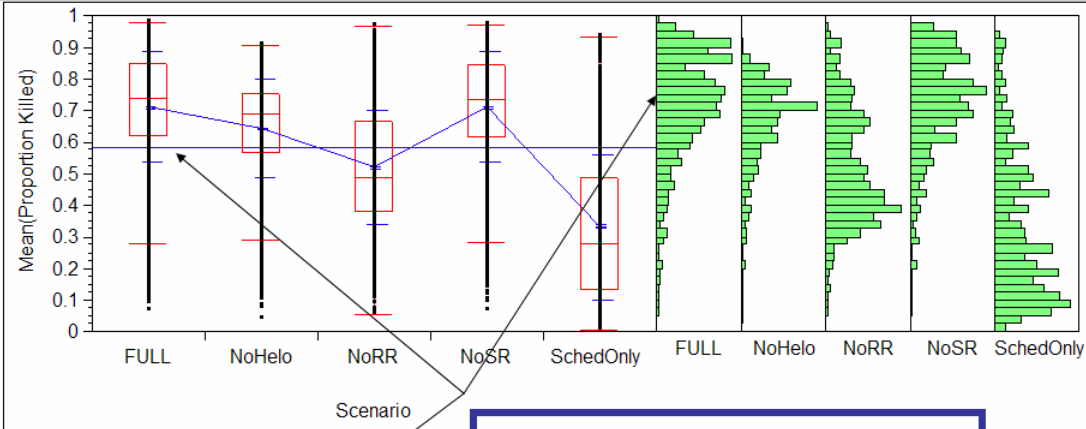 Mean(Proportion Killed)
1
0.9
0.8
0.7
0.6
0.5
0.4
0.3
0.2
0.1
0
FULL NoHelo NoRR NoSR SchedOnly
FULL NoHelo NoRR NoSR SchedOnly
Scenario